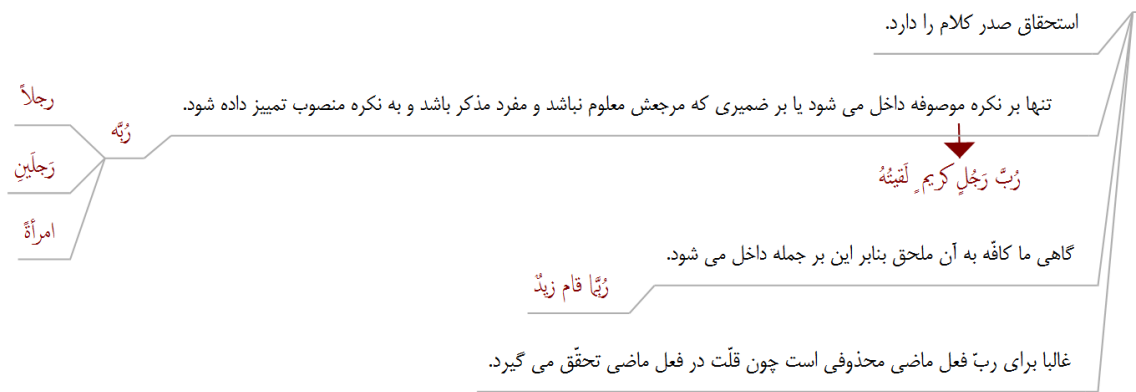 استحقاق صدر کلام را دارد.
تنها بر نکره موصوفه داخل می شود یا بر ضمیری که مرجعش معلوم نباشد و مفرد مذکر باشد و به نکره منصوب تمییز داده شود.
رُبَّ رَجُلٍ کریمٍ لَقیتُهُ
رُبَّه
رجلاً
رَجلَینِ
امرأةً
گاهی ما کافّه به آن ملحق بنابر این بر جمله داخل می شود.
رُبَّما قام زیدٌ
غالبا برای ربّ فعل ماضی محذوفی است چون قلّت در فعل ماضی تحقّق می گیرد.